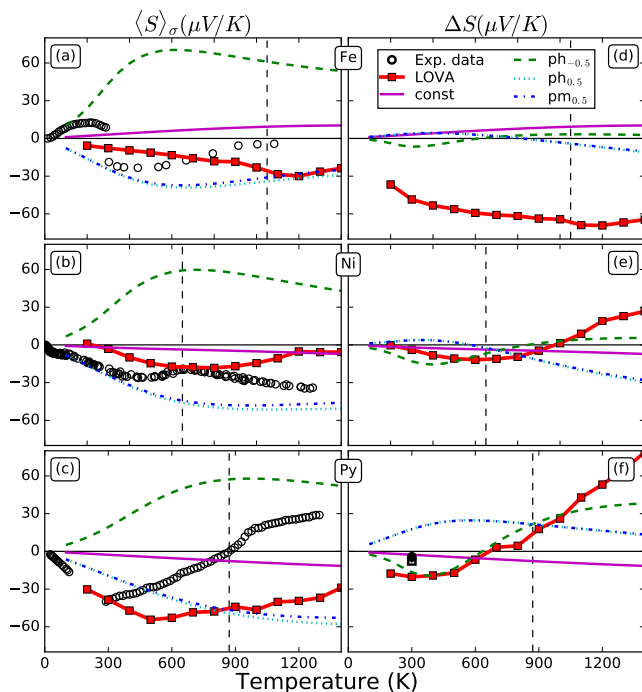 ⟨S⟩σ(μV/K) ΔS(μV/K)
(a) Fe (d)
Exp. data ph−0.5
LOVA ph0.5
const pm0.5
60
30
0
−30
−60
(b) Ni (e)
60
30
0
−30
−60
(c) Py (f)
60
30
0
−30
−60
0 300 600 900 1200 300 600 900 1200
Temperature (K)